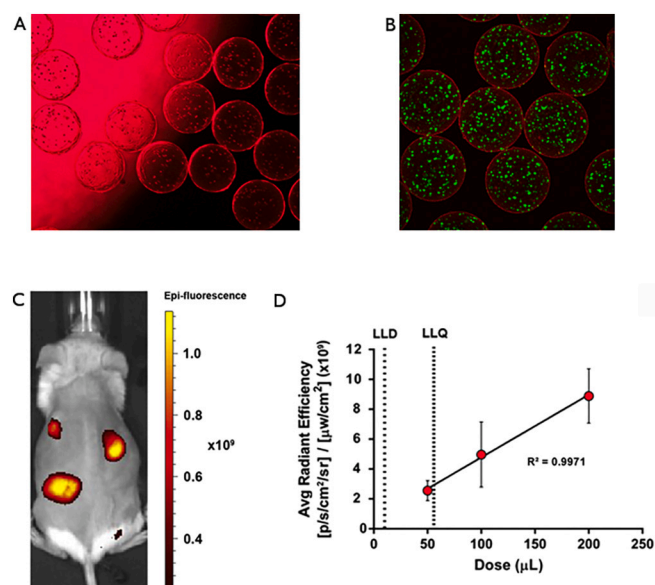 A
B
C
Epi-fluorescence
1.0
0.8
x10⁹
0.6
0.4
D
LLD
LLQ
Avg Radiant Efficiency
[p/s/cm²/sr] / [µw/cm²] (x10⁹)
12
10
8
6
4
2
0
R² = 0.9971
0
50
100
150
200
250
Dose (µL)